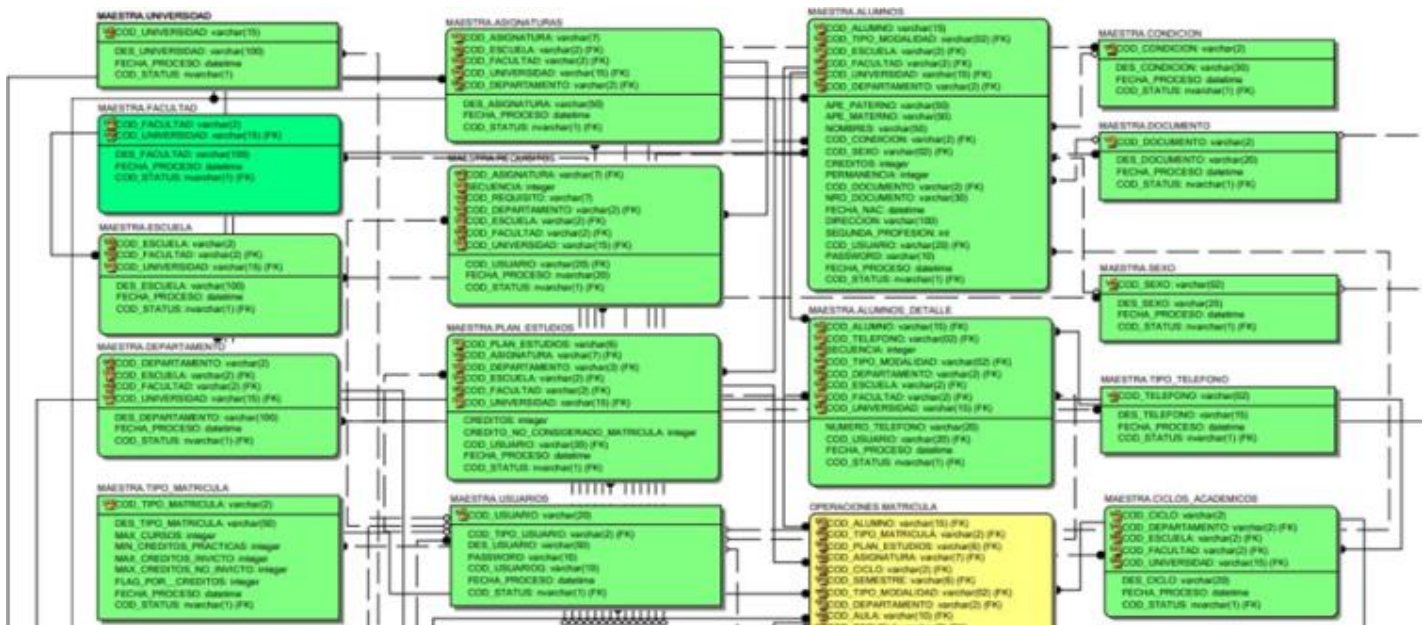 MAESTRA.UNIVERSIDAD
COD_UNIVERSIDAD: varchar(15)
DES_UNIVERSIDAD: varchar(100)
FECHA_PROCESO: datetime
COD_STATUS: nvarchar(1)
MAESTRA.FACULTAD
COD_FACULTAD: varchar(2)
COD_UNIVERSIDAD: varchar(15) (FK)
DES_FACULTAD: varchar(100)
FECHA_PROCESO: datetime
COD_STATUS: nvarchar(1) (FK)
MAESTRA.ESCUELA
COD_ESCUELA: varchar(2)
COD_FACULTAD: varchar(2) (FK)
COD_UNIVERSIDAD: varchar(15) (FK)
DES_ESCUELA: varchar(100)
FECHA_PROCESO: datetime
COD_STATUS: nvarchar(1) (FK)
MAESTRA.DEPARTAMENTO
COD_DEPARTAMENTO: varchar(2)
COD_ESCUELA: varchar(2) (FK)
COD_FACULTAD: varchar(2) (FK)
COD_UNIVERSIDAD: varchar(15) (FK)
DES_DEPARTAMENTO: varchar(100)
FECHA_PROCESO: datetime
COD_STATUS: nvarchar(1) (FK)
MAESTRA.TIPO_MATRICULA
COD_TIPO_MATRICULA: varchar(2)
DES_TIPO_MATRICULA: varchar(50)
MAX_CURSOS: integer
MIN_CREDITOS_PRACTICAS: integer
MAX_CREDITOS_INVICTO: integer
MAX_CREDITOS_NO_INVICTO: integer
FLAG_POR__CREDITOS: integer
FECHA_PROCESO: datetime
COD_STATUS: nvarchar(1) (FK)
MAESTRA.ASIGNATURAS
COD_ASIGNATURA: varchar(7)
COD_ESCUELA: varchar(2) (FK)
COD_FACULTAD: varchar(2) (FK)
COD_UNIVERSIDAD: varchar(15) (FK)
COD_DEPARTAMENTO: varchar(2) (FK)
DES_ASIGNATURA: varchar(50)
FECHA_PROCESO: datetime
COD_STATUS: nvarchar(1) (FK)
MAESTRA.REQUISITOS
COD_ASIGNATURA: varchar(7) (FK)
SECUENCIA: integer
COD_REQUISITO: varchar(7)
COD_DEPARTAMENTO: varchar(2) (FK)
COD_ESCUELA: varchar(2) (FK)
COD_FACULTAD: varchar(2) (FK)
COD_UNIVERSIDAD: varchar(15) (FK)
COD_USUARIO: varchar(20) (FK)
FECHA_PROCESO: varchar(20)
COD_STATUS: nvarchar(1) (FK)
MAESTRA.PLAN_ESTUDIOS
COD_PLAN_ESTUDIOS: varchar(6)
COD_ASIGNATURA: varchar(7) (FK)
COD_DEPARTAMENTO: varchar(2) (FK)
COD_ESCUELA: varchar(2) (FK)
COD_FACULTAD: varchar(2) (FK)
COD_UNIVERSIDAD: varchar(15) (FK)
CREDITOS: integer
CREDITO_NO_CONSIDERADO_MATRICULA: integer
COD_USUARIO: varchar(20) (FK)
FECHA_PROCESO: datetime
COD_STATUS: nvarchar(1) (FK)
MAESTRA.USUARIOS
COD_USUARIO: varchar(20)
COD_TIPO_USUARIO: varchar(2) (FK)
DES_USUARIO: varchar(50)
PASSWORD: varchar(10)
COD_USUARIOG: varchar(10)
FECHA_PROCESO: datetime
COD_STATUS: nvarchar(1) (FK)
MAESTRA.ALUMNOS
COD_ALUMNO: varchar(15)
COD_TIPO_MODALIDAD: varchar(02) (FK)
COD_ESCUELA: varchar(2) (FK)
COD_FACULTAD: varchar(2) (FK)
COD_UNIVERSIDAD: varchar(15) (FK)
COD_DEPARTAMENTO: varchar(2) (FK)
APE_PATERNO: varchar(50)
APE_MATERNO: varchar(50)
NOMBRES: varchar(50)
COD_CONDICION: varchar(2) (FK)
COD_SEXO: varchar(02) (FK)
CREDITOS: integer
PERMANENCIA: integer
COD_DOCUMENTO: varchar(2) (FK)
NRO_DOCUMENTO: varchar(30)
FECHA_NAC: datetime
DIRECCION: varchar(100)
SEGUNDA_PROFESION: int
COD_USUARIO: varchar(20) (FK)
PASSWORD: varchar(10)
FECHA_PROCESO: datetime
COD_STATUS: nvarchar(1) (FK)
MAESTRA.ALUMNOS_DETALLE
COD_ALUMNO: varchar(15) (FK)
COD_TELEFONO: varchar(02) (FK)
SECUENCIA: integer
COD_TIPO_MODALIDAD: varchar(02) (FK)
COD_DEPARTAMENTO: varchar(2) (FK)
COD_ESCUELA: varchar(2) (FK)
COD_FACULTAD: varchar(2) (FK)
COD_UNIVERSIDAD: varchar(15) (FK)
NUMERO_TELEFONO: varchar(20)
COD_USUARIO: varchar(20) (FK)
FECHA_PROCESO: datetime
COD_STATUS: nvarchar(1) (FK)
OPERACIONES.MATRICULA
COD_ALUMNO: varchar(15) (FK)
COD_TIPO_MATRICULA: varchar(2) (FK)
COD_PLAN_ESTUDIOS: varchar(6) (FK)
COD_ASIGNATURA: varchar(7) (FK)
COD_CICLO: varchar(2) (FK)
COD_SEMESTRE: varchar(6) (FK)
COD_TIPO_MODALIDAD: varchar(02) (FK)
COD_DEPARTAMENTO: varchar(2) (FK)
COD_AULA: varchar(10) (FK)
MAESTRA.CONDICION
COD_CONDICION: varchar(2)
DES_CONDICION: varchar(30)
FECHA_PROCESO: datetime
COD_STATUS: nvarchar(1) (FK)
MAESTRA.DOCUMENTO
COD_DOCUMENTO: varchar(2)
DES_DOCUMENTO: varchar(20)
FECHA_PROCESO: datetime
COD_STATUS: nvarchar(1) (FK)
MAESTRA.SEXO
COD_SEXO: varchar(02)
DES_SEXO: varchar(25)
FECHA_PROCESO: datetime
COD_STATUS: nvarchar(1) (FK)
MAESTRA.TIPO_TELEFONO
COD_TELEFONO: varchar(02)
DES_TELEFONO: varchar(15)
FECHA_PROCESO: datetime
COD_STATUS: nvarchar(1) (FK)
MAESTRA.CICLOS_ACADEMICOS
COD_CICLO: varchar(2)
COD_DEPARTAMENTO: varchar(2) (FK)
COD_ESCUELA: varchar(2) (FK)
COD_FACULTAD: varchar(2) (FK)
COD_UNIVERSIDAD: varchar(15) (FK)
DES_CICLO: varchar(20)
FECHA_PROCESO: datetime
COD_STATUS: nvarchar(1) (FK)